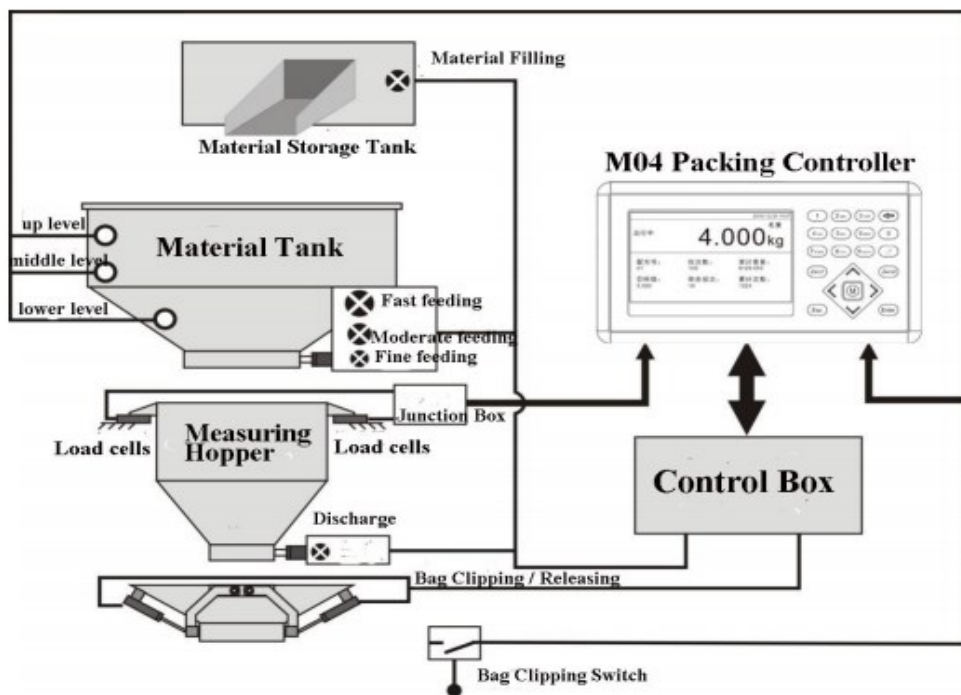 Material Filling
Material Storage Tank
M04 Packing Controller
up level
Material Tank
4.000kg
middle level
Fast feeding
lower level
Moderate feeding
Fine feeding
Junction Box
Measuring
Hopper
Load cells
Load cells
Control Box
Discharge
Bag Clipping / Releasing
Bag Clipping Switch